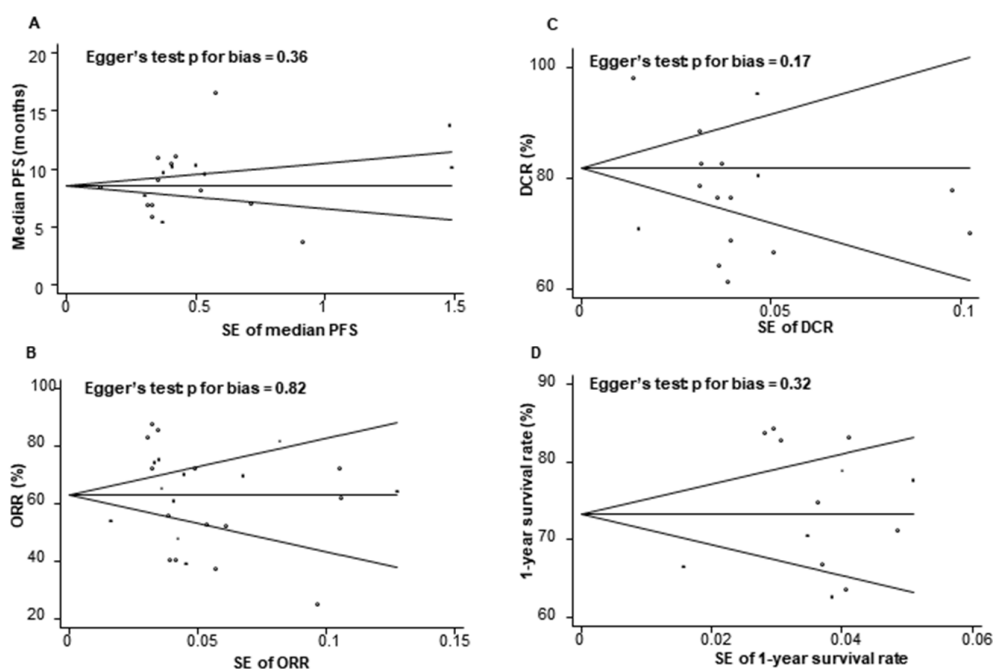 A
Egger's test: p for bias = 0.36
Median PFS (months)
20
15
10
5
0
0 0.5 1 1.5
SE of median PFS
C
Egger's test: p for bias = 0.17
DCR (%)
100
80
60
0 0.05 0.1
SE of DCR
B
Egger's test: p for bias = 0.82
ORR (%)
100
80
60
40
20
0 0.05 0.1 0.15
SE of ORR
D
Egger's test: p for bias = 0.32
1-year survival rate (%)
90
80
70
60
0 0.02 0.04 0.06
SE of 1-year survival rate